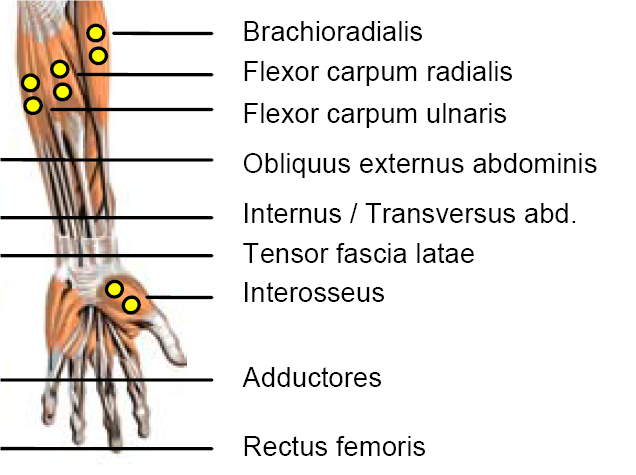 Brachioradialis
Flexor carpum radialis
Flexor carpum ulnaris
Obliquus externus abdominis
Internus / Transversus abd.
Tensor fascia latae
Interosseus
Adductores
Rectus femoris